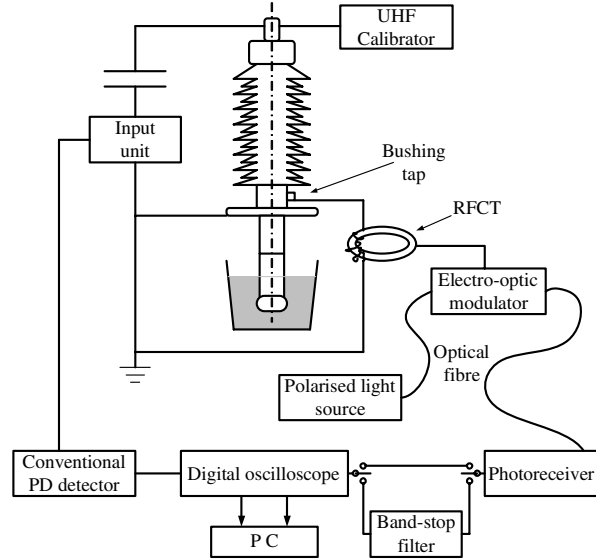 UHF
Calibrator
Input
unit
Bushing
tap
RFCT
Electro-optic
modulator
Optical
fibre
Polarised light
source
Conventional
PD detector
Digital oscilloscope
Photoreceiver
Band-stop
filter
P C